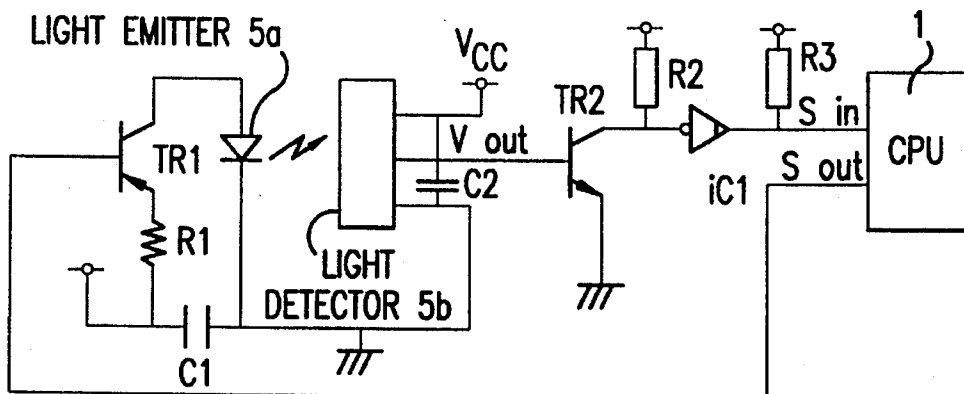 LIGHT EMITTER 5a
VCC
R2
R3
1
TR2
S in
TR1
V out
CPU
S out
C2
iC1
R1
LIGHT
DETECTOR 5b
C1